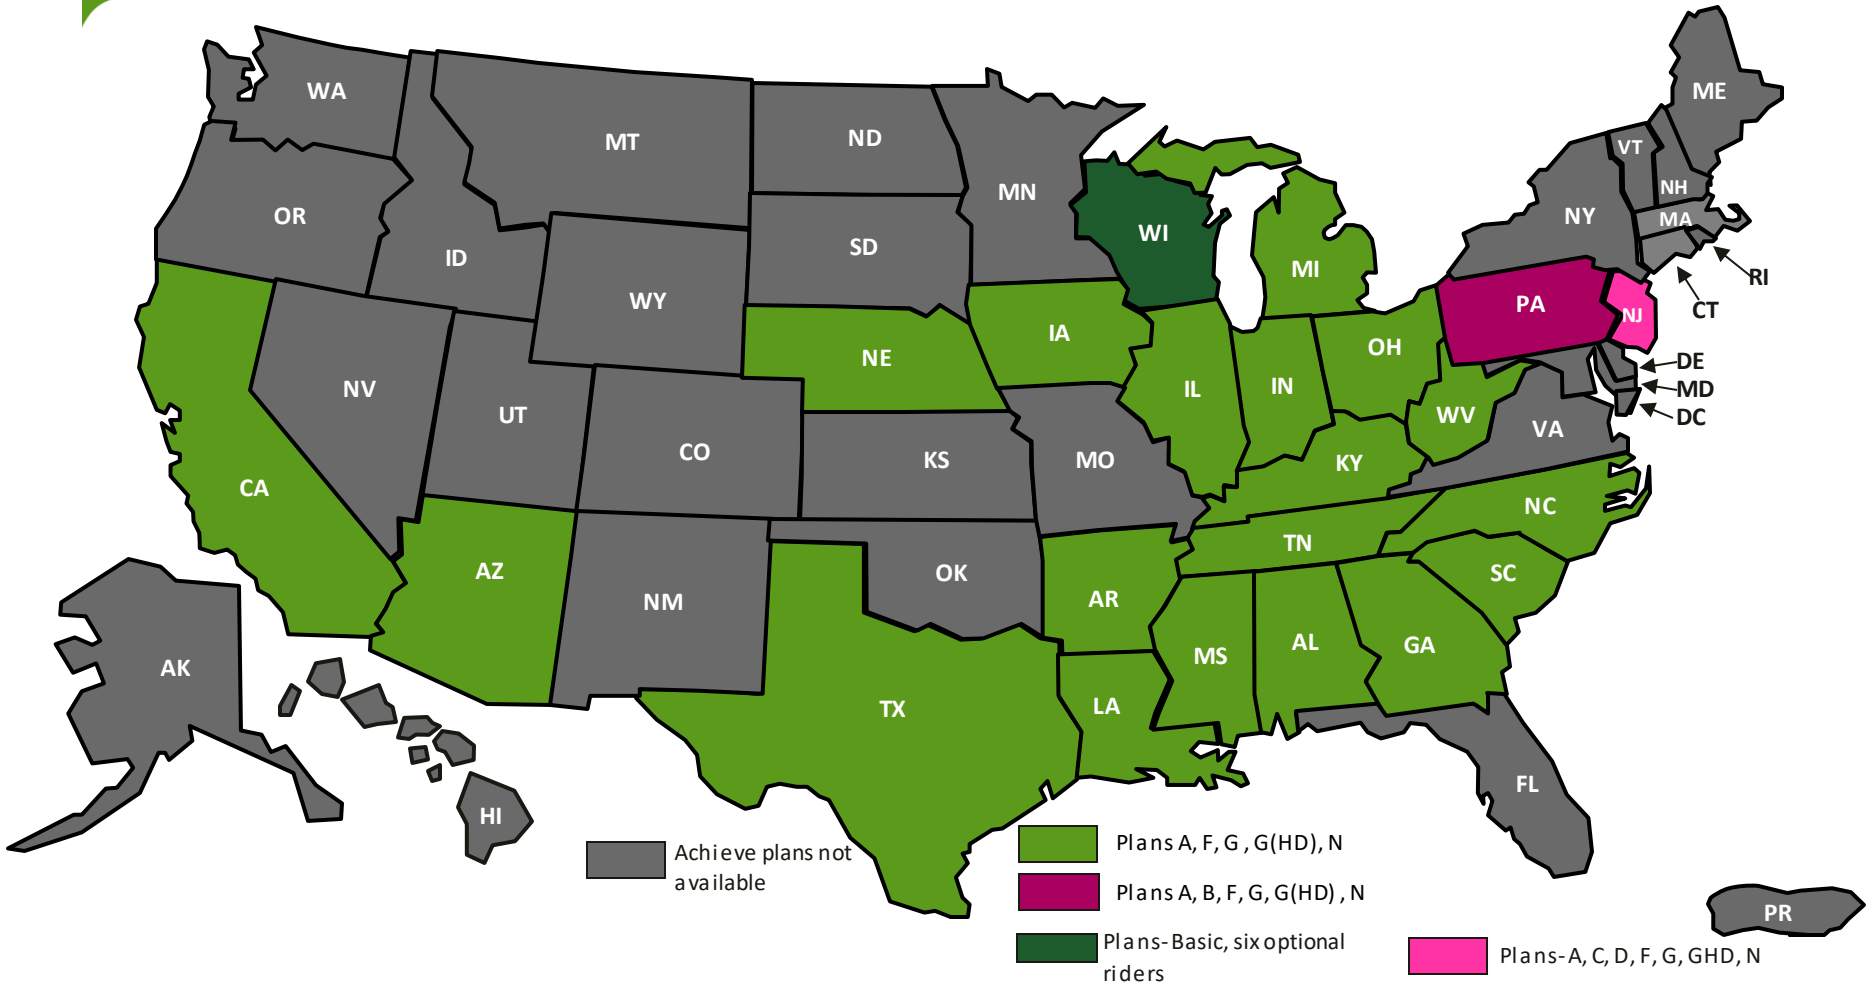 WA
MT
ND
MN
OR
ID
SD
WY
WI
MI
ME
VT
NH
NY
MA
RI
CT
PA
NJ
DE
MD
DC
NE
IA
IL
IN
OH
WV
VA
NV
UT
CO
KS
MO
KY
CA
NC
TN
AZ
NM
OK
AR
SC
MS
AL
GA
LA
TX
FL
AK
HI
PR
Achieve plans not
available
Plans A, F, G , G(HD), N
Plans A, B, F, G, G(HD) , N
Plans-Basic, six optional
riders
Plans-A, C, D, F, G, GHD, N